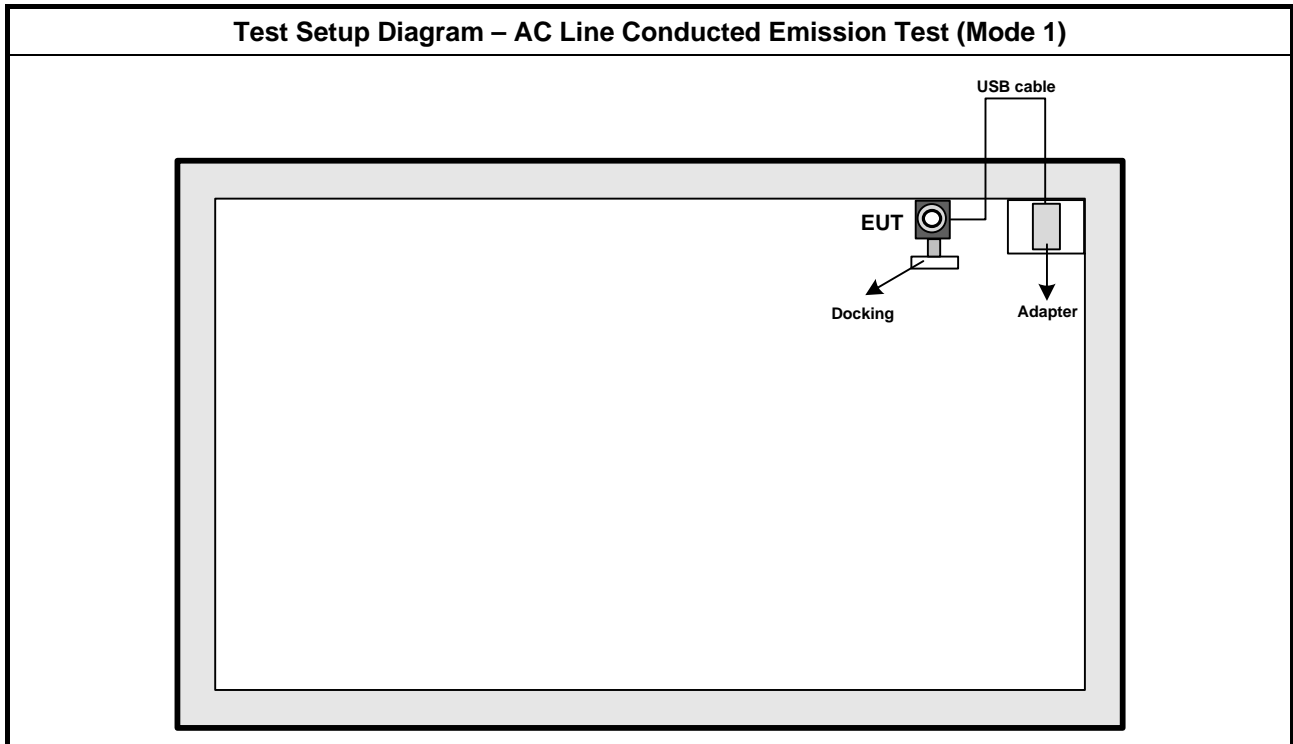 Test Setup Diagram – AC Line Conducted Emission Test (Mode 1)
USB cable
EUT
Docking
Adapter